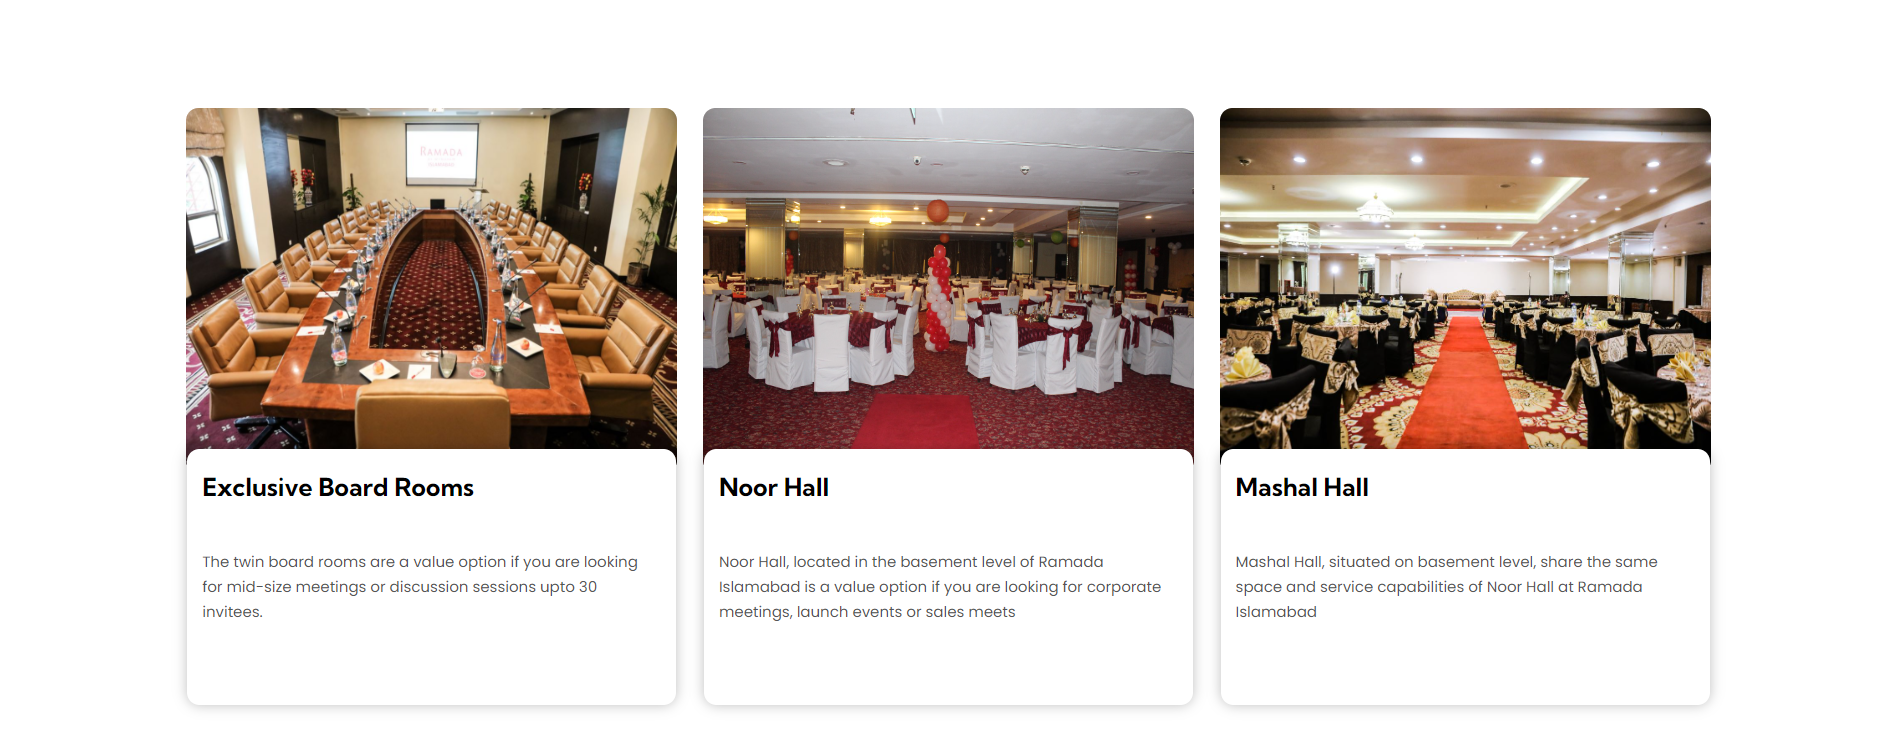 RAMADA
Exclusive Board Rooms
The twin board rooms are a value option if you are looking
for mid-size meetings or discussion sessions upto 30
invitees.
Noor Hall
Noor Hall, located in the basement level of Ramada
Islamabad is a value option if you are looking for corporate
meetings, launch events or sales meets
Mashal Hall
Mashal Hall, situated on basement level, share the same
space and service capabilities of Noor Hall at Ramada
Islamabad